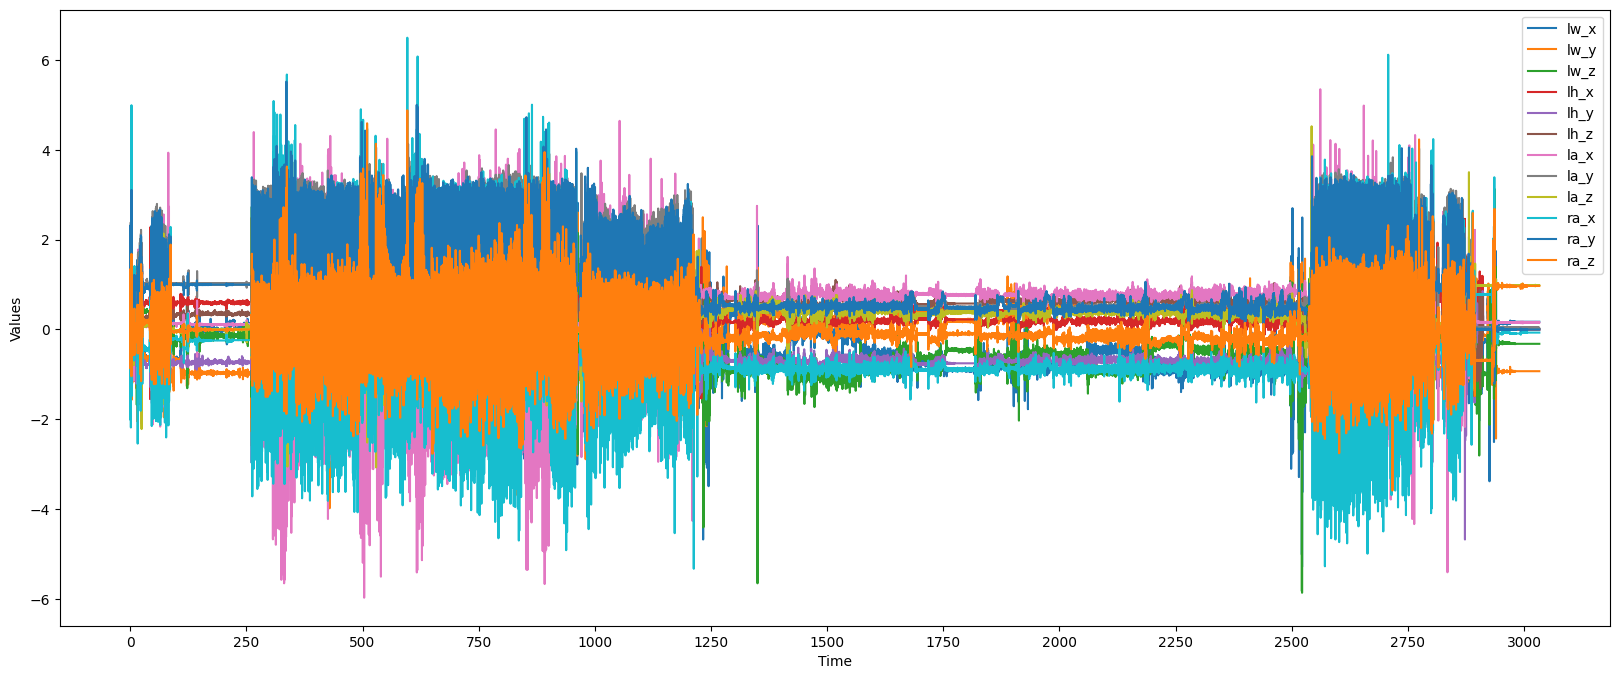 6
4
2
0
−2
−4
−6
Values
0
250
500
750
1000
1250
1500
1750
2000
2250
2500
2750
3000
Time
lw_x
lw_y
lw_z
lh_x
lh_y
lh_z
la_x
la_y
la_z
ra_x
ra_y
ra_z